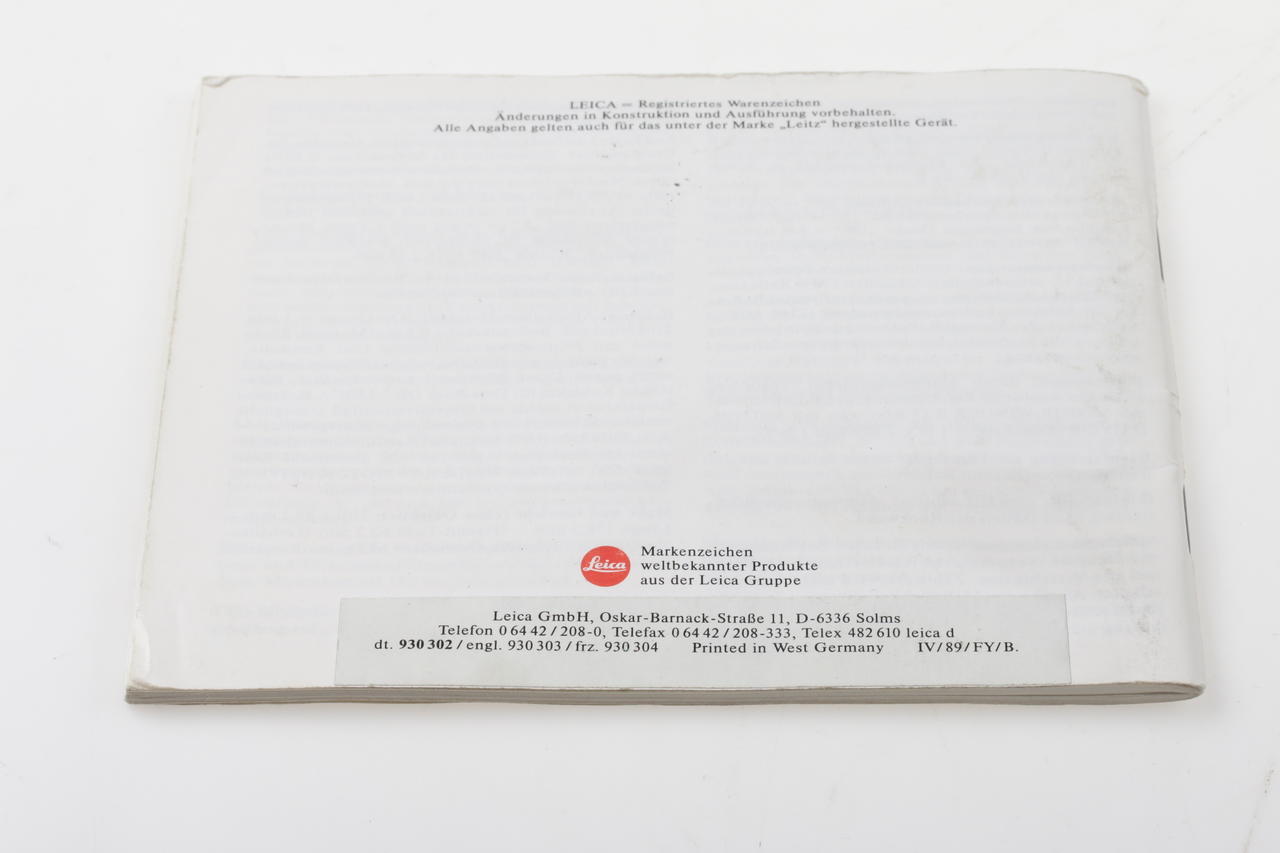 LEICA = Registriertes Warenzeichen
Änderungen in Konstruktion und Ausführung vorbehalten.
Alle Angaben gelten auch für das unter der Marke „Leitz“ hergestellte Gerät.
Leica
Markenzeichen
weltbekannter Produkte
aus der Leica Gruppe
Leica GmbH, Oskar-Barnack-Straße 11, D-6336 Solms
Telefon 0 64 42 / 208-0, Telefax 0 64 42 / 208-333, Telex 482 610 leica d
dt. 930 302 / engl. 930 303 / frz. 930 304 Printed in West Germany IV/89/FY/B.